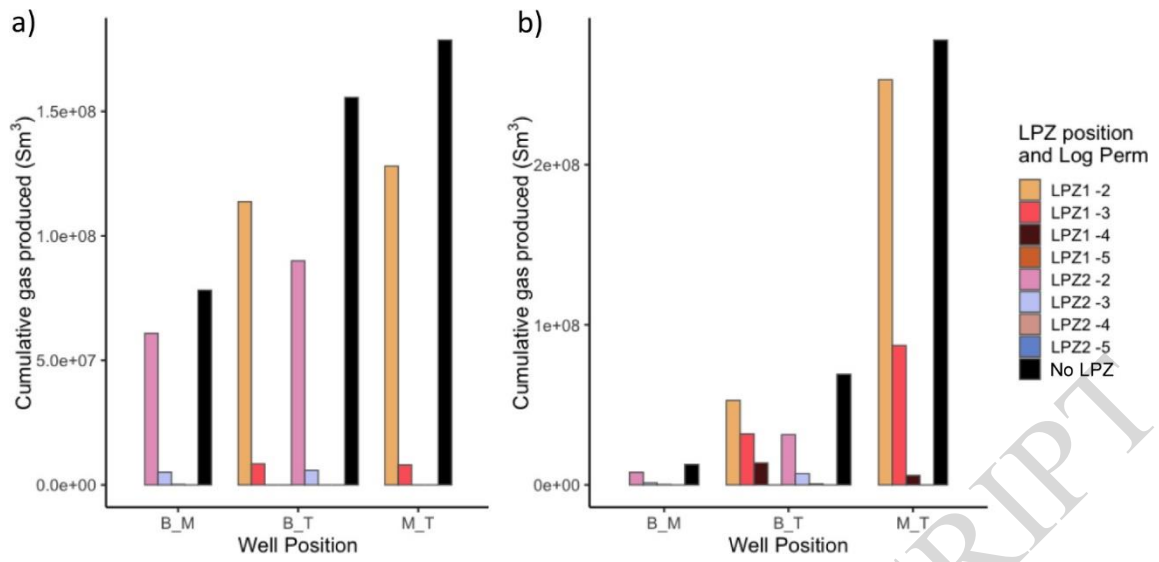 a)
Cumulative gas produced (Sm³)
1.5e+08
1.0e+08
5.0e+07
0.0e+00
B_M B_T M_T
Well Position
b)
Cumulative gas produced (Sm³)
2e+08
1e+08
0e+00
B_M B_T M_T
Well Position
LPZ position
and Log Perm
LPZ1 -2
LPZ1 -3
LPZ1 -4
LPZ1 -5
LPZ2 -2
LPZ2 -3
LPZ2 -4
LPZ2 -5
No LPZ
RIPT